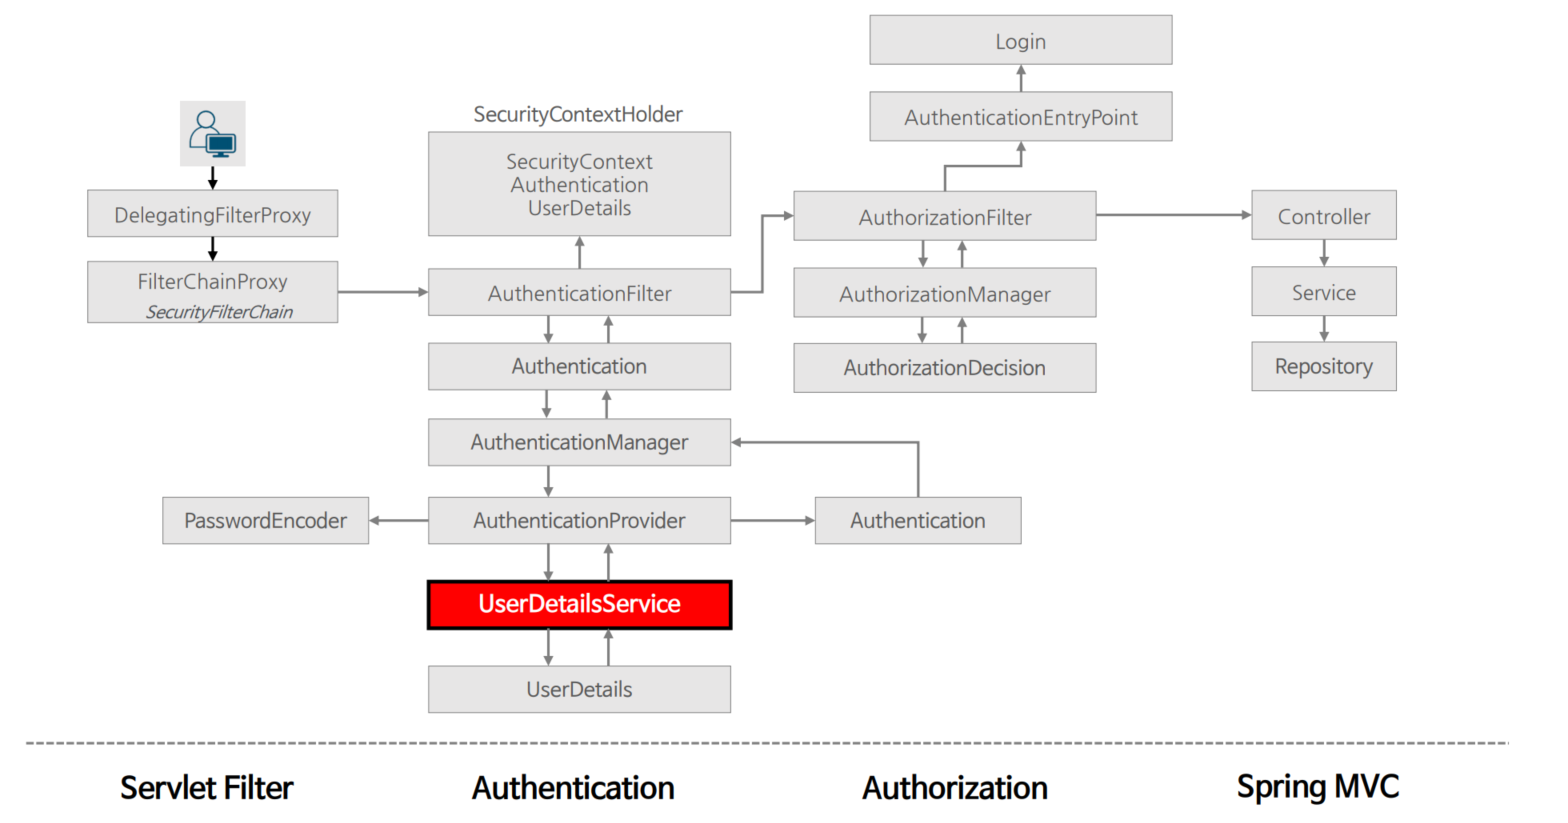 Login
AuthenticationEntryPoint
SecurityContextHolder
SecurityContext
Authentication
UserDetails
DelegatingFilterProxy
AuthorizationFilter
Controller
FilterChainProxy
SecurityFilterChain
AuthenticationFilter
AuthorizationManager
Service
Authentication
AuthorizationDecision
Repository
AuthenticationManager
PasswordEncoder
AuthenticationProvider
Authentication
UserDetailsService
UserDetails
Servlet Filter
Authentication
Authorization
Spring MVC